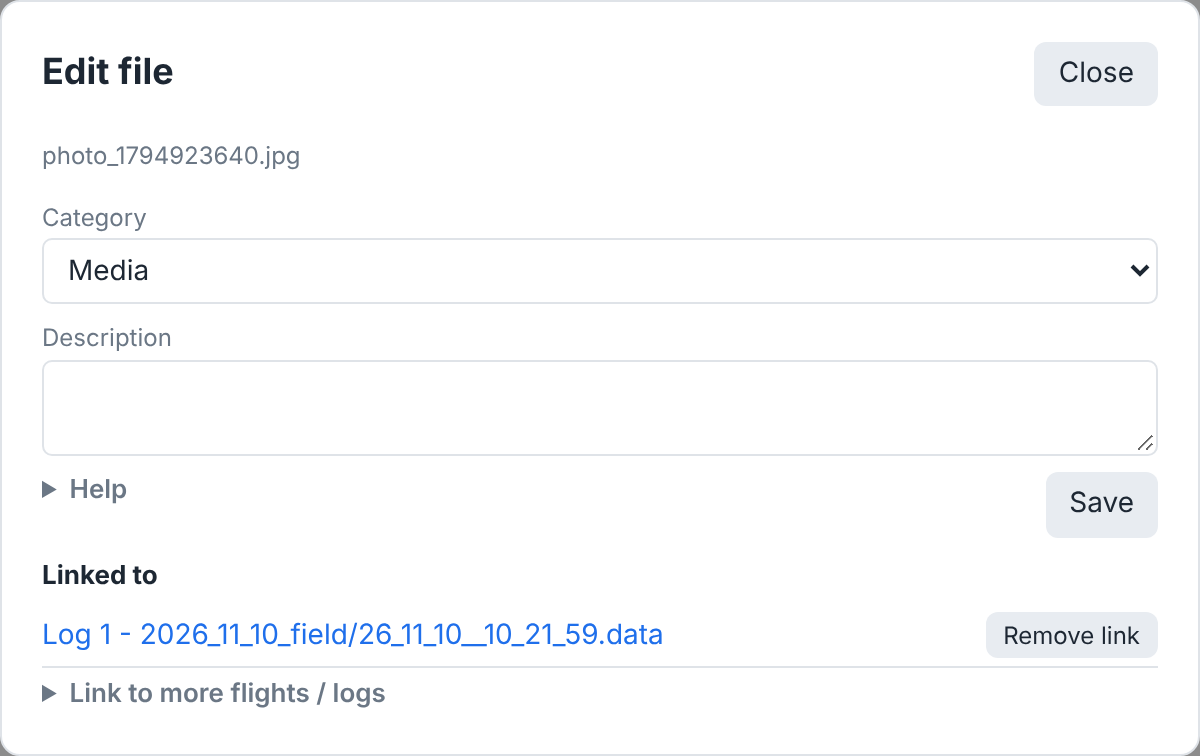 Edit file
Close
photo_1794923640.jpg
Category
Media
Description
Help
Save
Linked to
Log 1 - 2026_11_10_field/26_11_10__10_21_59.data
Remove link
Link to more flights / logs